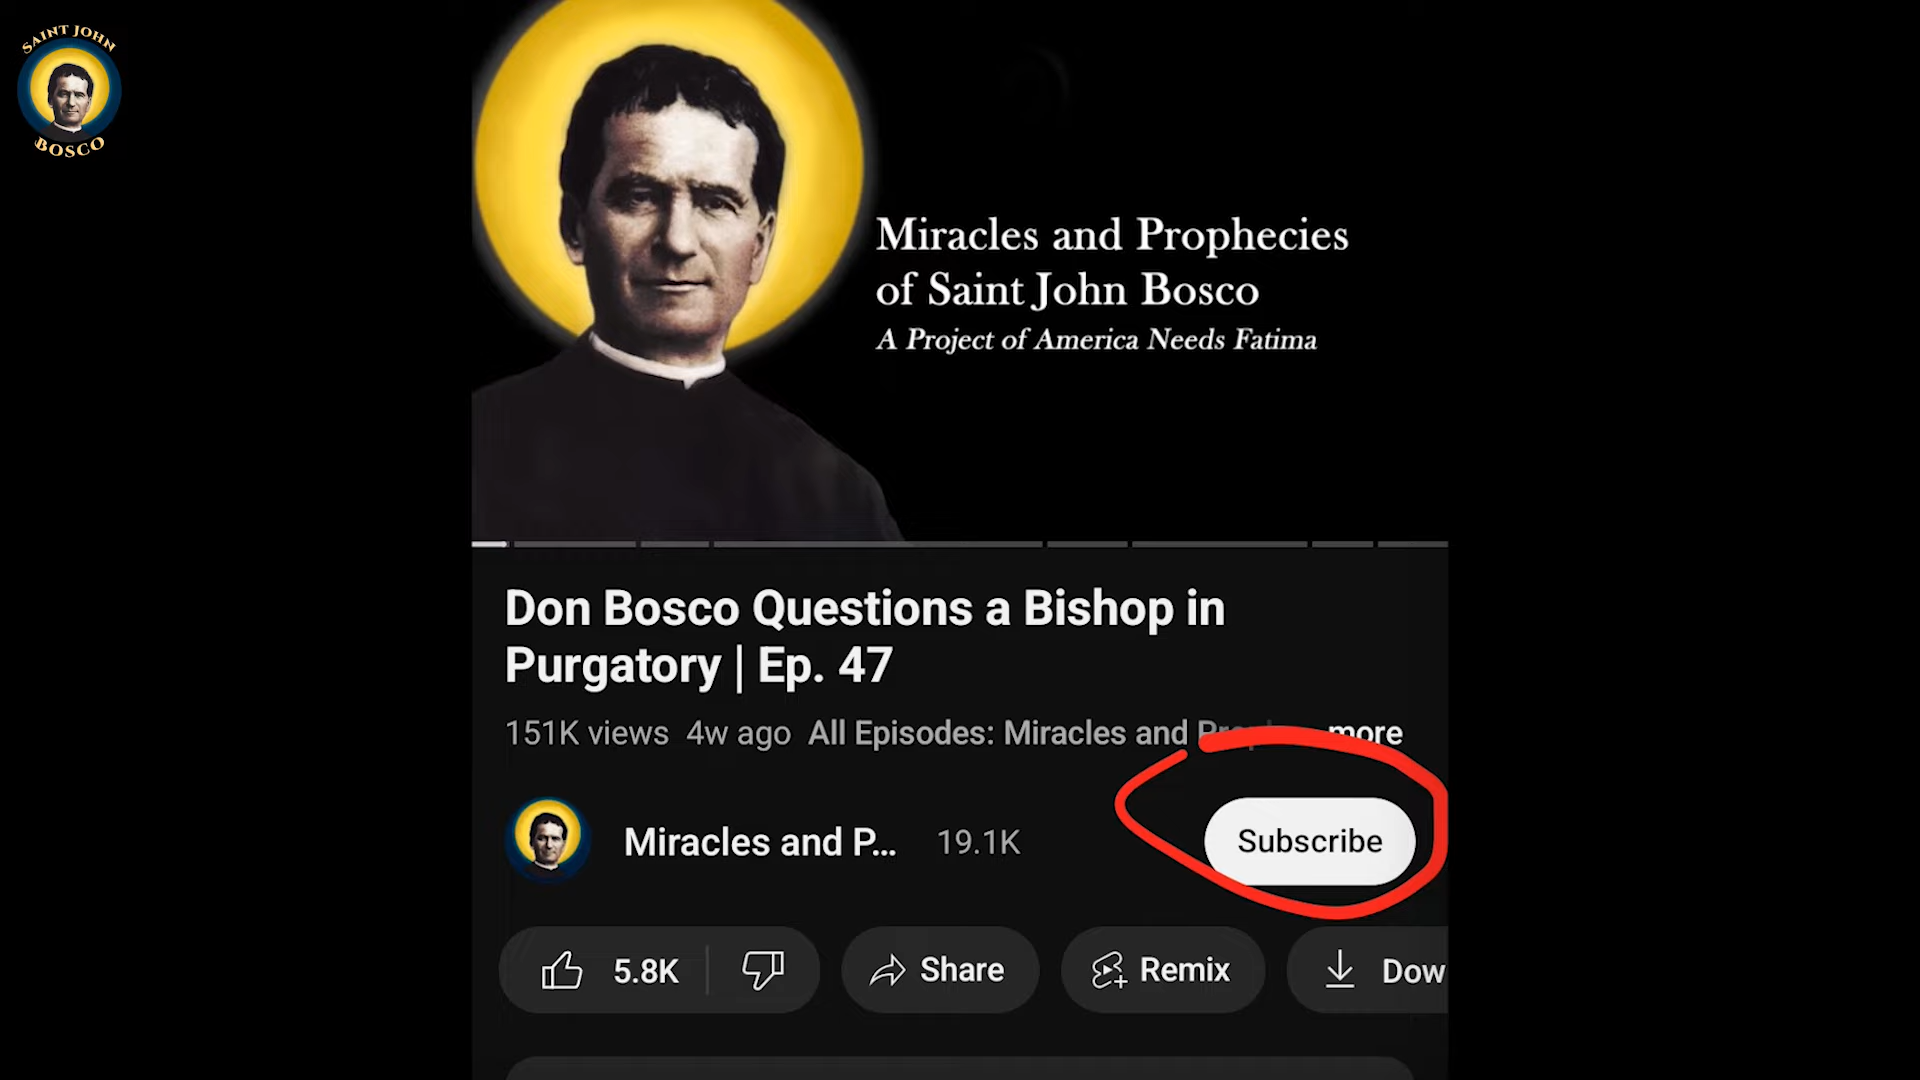 SAINT JOHN
BOSCO
Miracles and Prophecies
of Saint John Bosco
A Project of America Needs Fatima
Don Bosco Questions a Bishop in
Purgatory | Ep. 47
151K views 4w ago All Episodes: Miracles and more
Miracles and P... 19.1K Subscribe
5.8K Share Remix Dow